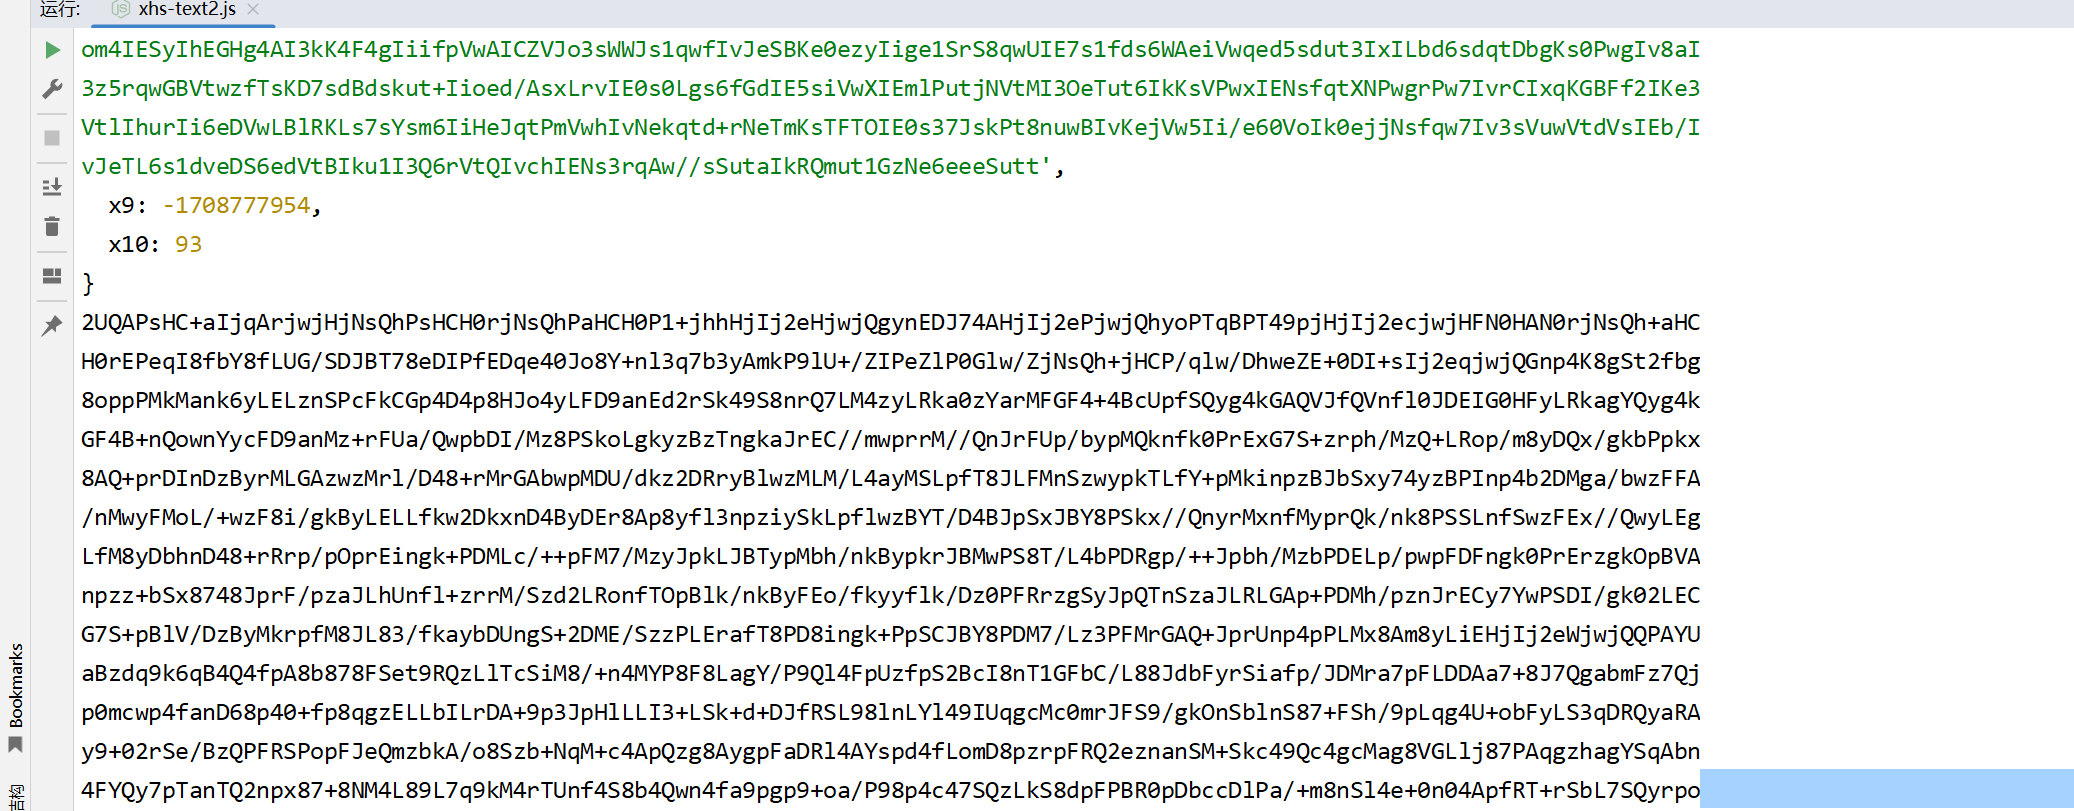 运行:
xhs-text2.js
om4IESyIhEGHg4AI3kK4F4gIiifpVwAICZVJo3sWWJs1qwfIvJeSBKe0ezyIige1SrS8qwUIE7s1fds6WAeiVwqed5sdut3IxILbd6sdqtDbgKs0PwgIv8aI
3z5rqwGBVtwzfTsKD7sdBdskut+Iioed/AsxLrvIE0s0Lgs6fGdIE5siVwXIEmlPutjNVtMI3OeTut6IkKsVPwxIENsfqtXNPwgrPw7IvrCIxqKGBFf2IKe3
VtlIhurIi6eDVwLBlRKLs7sYsm6IiHeJqtPmVwhIvNekqtd+rNeTmKsTFTOIE0s37JskPt8nuwBIvKejVw5Ii/e60VoIk0ejjNsfqw7Iv3sVuwVtdVsIEb/I
vJeTL6s1dveDS6edVtBIku1I3Q6rVtQIvchIENs3rqAw//sSutaIkRQmut1GzNe6eeeSutt',
x9: -1708777954,
x10: 93
}
2UQAPsHC+aIjqArjwjHjNsQhPsHCH0rjNsQhPaHCH0P1+jhhHjIj2eHjwjQgynEDJ74AHjIj2ePjwjQhyoPTqBPT49pjHjIj2ecjwjHFN0HAN0rjNsQh+aHC
H0rEPeqI8fbY8fLUG/SDJBT78eDIPfEDqe40Jo8Y+nl3q7b3yAmkP9lU+/ZIPeZlP0Glw/ZjNsQh+jHCP/qlw/DhweZE+0DI+sIj2eqjwjQGnp4K8gSt2fbg
8oppPMkMank6yLELznSPcFkCGp4D4p8HJo4yLFD9anEd2rSk49S8nrQ7LM4zyLRka0zYarMFGF4+4BcUpfSQyg4kGAQVJfQVnfl0JDEIG0HFyLRkagYQyg4k
GF4B+nQownYycFD9anMz+rFUa/QwpbDI/Mz8PSkoLgkyzBzTngkaJrEC//mwprrM//QnJrFUp/bypMQknfk0PrExG7S+zrph/MzQ+LRop/m8yDQx/gkbPpkx
8AQ+prDInDzByrMLGAzwzMrl/D48+rMrGAbwpMDU/dkz2DRryBlwzMLM/L4ayMSLpfT8JLFMnSzwypkTLfY+pMkinpzBJbSxy74yzBPInp4b2DMga/bwzFFA
/nMwyFMoL/+wzF8i/gkByLELLfkw2DkxnD4ByDEr8Ap8yfl3npziySkLpflwzBYT/D4BJpSxJBY8PSkx//QnyrMxnfMyprQk/nk8PSSLnfSwzFEx//QwyLEg
LfM8yDbhnD48+rRrp/pOprEingk+PDMLc/++pFM7/MzyJpkLJBTypMbh/nkBypkrJBMwPS8T/L4bPDRgp/++Jpbh/MzbPDELp/pwpFDFngk0PrErzgkOpBVA
npzz+bSx8748JprF/pzaJLhUnfl+zrrM/Szd2LRonfTOpBlk/nkByFEo/fkyyflk/Dz0PFRrzgSyJpQTnSzaJLRLGAp+PDMh/pznJrECy7YwPSDI/gk02LEC
G7S+pBlV/DzByMkrpfM8JL83/fkaybDUngS+2DME/SzzPLErafT8PD8ingk+PpSCJBY8PDM7/Lz3PFMrGAQ+JprUnp4pPLMx8Am8yLiEHjIj2eWjwjQQPAYU
aBzdq9k6qB4Q4fpA8b878FSet9RQzLlTcSiM8/+n4MYP8F8LagY/P9Ql4FpUzfpS2BcI8nT1GFbC/L88JdbFyrSiafp/JDMra7pFLDDAa7+8J7QgabmFz7Qj
p0mcwp4fanD68p40+fp8qgzELLbILrDA+9p3JpHlLLI3+LSk+d+DJfRSL98lnLYl49IUqgcMc0mrJFS9/gkOnSblnS87+FSh/9pLqg4U+obFyLS3qDRQyaRA
y9+02rSe/BzQPFRSPopFJeQmzbkA/o8Szb+NqM+c4ApQzg8AygpFaDRl4AYspd4fLomD8pzrpFRQ2eznanSM+Skc49Qc4gcMag8VGLlj87PAqgzhagYSqAbn
4FYQy7pTanTQ2npx87+8NM4L89L7q9kM4rTUnf4S8b4Qwn4fa9pgp9+oa/P98p4c47SQzLkS8dpFPBR0pDbccDlPa/+m8nSl4e+0n04ApfRT+rSbL7SQyrpo
Bookmarks
结构